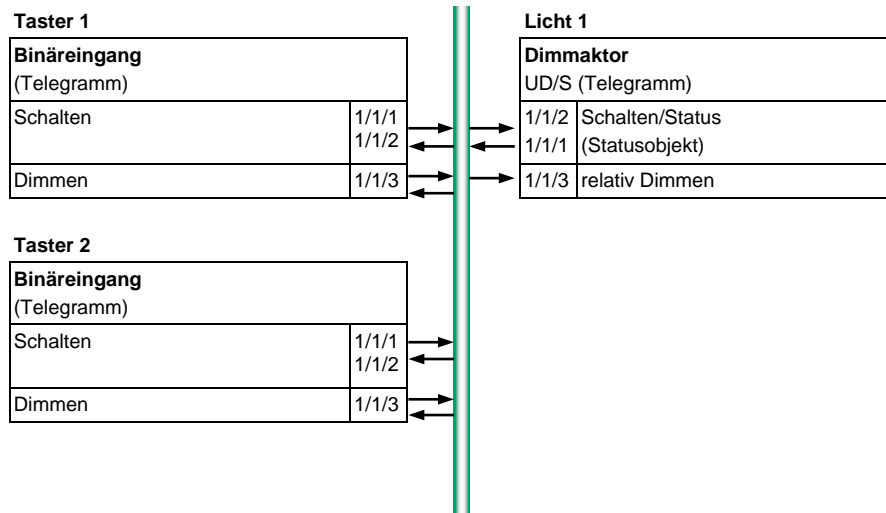 Taster 1
Binäreingang
(Telegramm)
Schalten 1/1/1
1/1/2
Dimmen 1/1/3
Licht 1
Dimmaktor
UD/S (Telegramm)
1/1/2 Schalten/Status
1/1/1 (Statusobjekt)
1/1/3 relativ Dimmen
Taster 2
Binäreingang
(Telegramm)
Schalten 1/1/1
1/1/2
Dimmen 1/1/3